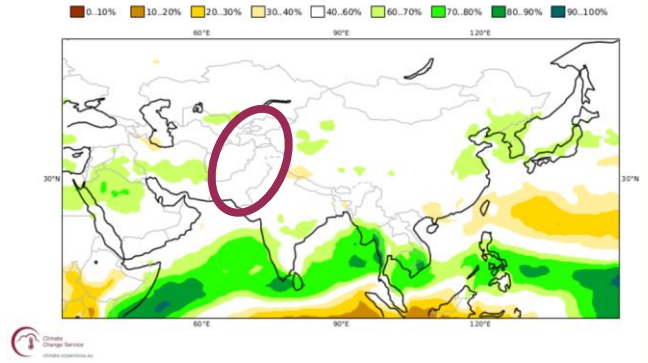 0..10% 10..20% 20..30% 30..40% 40..60% 60..70% 70..80% 80..90% 90..100%
60°E 90°E 120°E
30°N 30°N
60°E 90°E 120°E
Climate
Change Service
climate.copernicus.eu